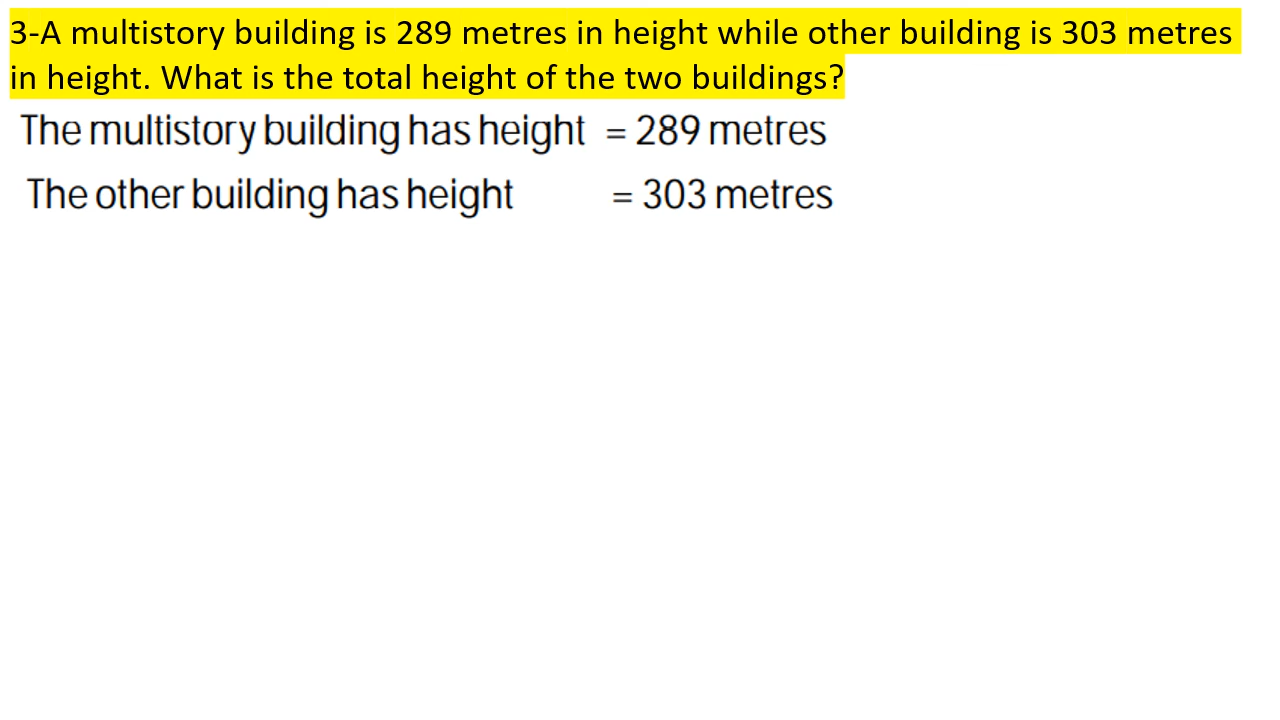 3-A multistory building is 289 metres in height while other building is 303 metres
in height. What is the total height of the two buildings?
The multistory building has height = 289 metres
The other building has height = 303 metres